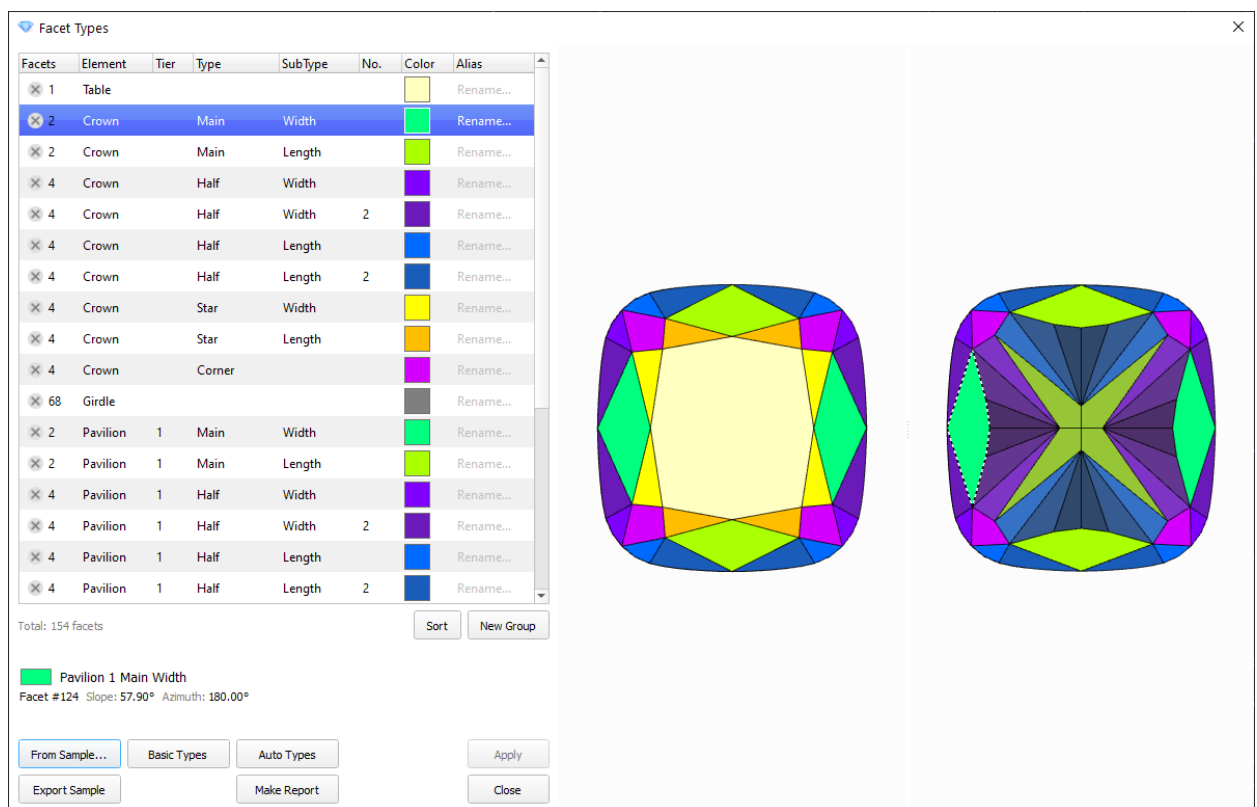 Facet Types
Facets Element Tier Type SubType No. Color Alias
1 Table Rename...
2 Crown Main Width Rename...
2 Crown Main Length Rename...
4 Crown Half Width Rename...
4 Crown Half Width 2 Rename...
4 Crown Half Length Rename...
4 Crown Half Length 2 Rename...
4 Crown Star Width Rename...
4 Crown Star Length Rename...
4 Crown Corner Rename...
68 Girdle Rename...
2 Pavilion 1 Main Width Rename...
2 Pavilion 1 Main Length Rename...
4 Pavilion 1 Half Width Rename...
4 Pavilion 1 Half Width 2 Rename...
4 Pavilion 1 Half Length Rename...
4 Pavilion 1 Half Length 2 Rename...
Total: 154 facets Sort New Group
Pavilion 1 Main Width
Facet #124 Slope: 57.90° Azimuth: 180.00°
From Sample... Basic Types Auto Types Apply
Export Sample Make Report Close